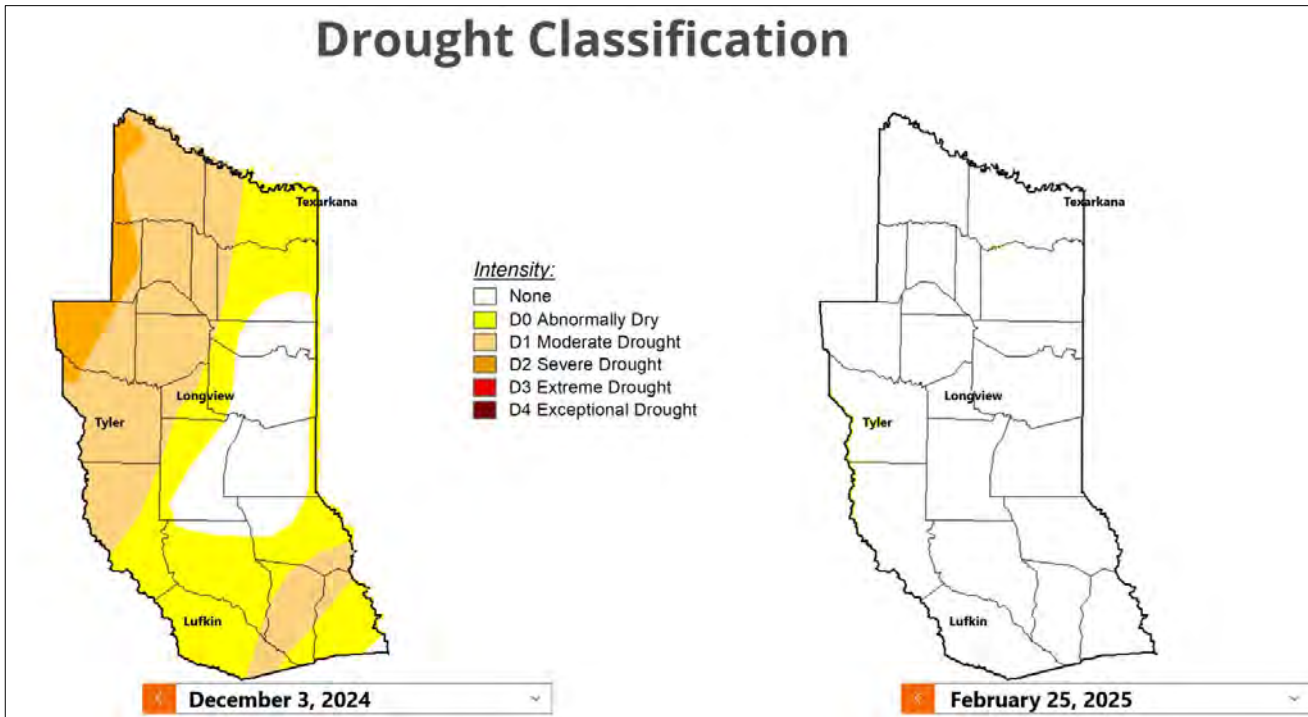 Drought Classification
Texarkana
Longview
Tyler
Lufkin
December 3, 2024
Intensity:
None
D0 Abnormally Dry
D1 Moderate Drought
D2 Severe Drought
D3 Extreme Drought
D4 Exceptional Drought
Texarkana
Longview
Tyler
Lufkin
February 25, 2025